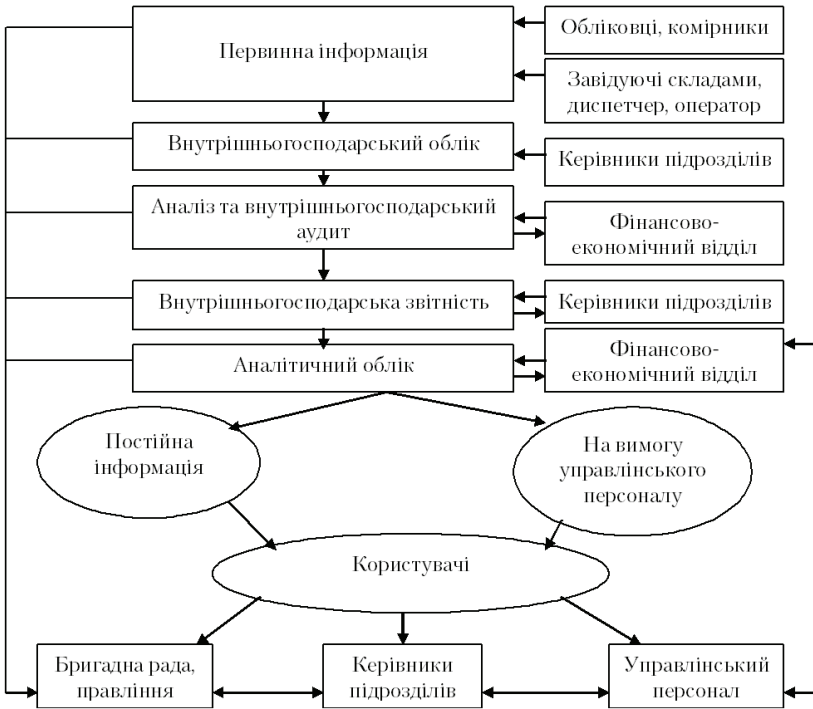 Первинна інформація
Обліковці, комірники
Завідуючі складами,
диспетчер, оператор
Внутрішньогосподарський облік
Керівники підрозділів
Аналіз та внутрішньогосподарський
аудит
Фінансово-
економічний відділ
Внутрішньогосподарська звітність
Керівники підрозділів
Аналітичний облік
Фінансово-
економічний відділ
Постійна
інформація
На вимогу
управлінського
персоналу
Користувачі
Бригадна рада,
правління
Керівники
підрозділів
Управлінський
персонал